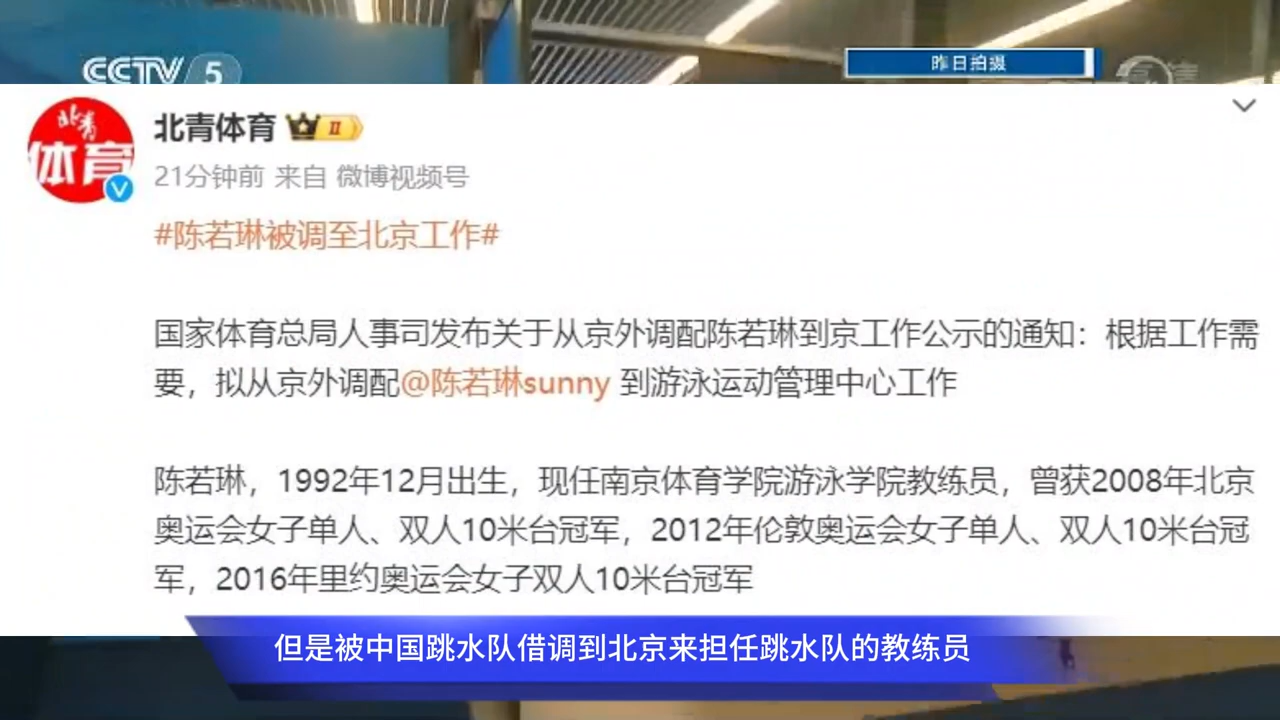 CCTV 5
昨日拍摄
高清
北青体育
北青体育 II
21分钟前 来自 微博视频号
#陈若琳被调至北京工作#
国家体育总局人事司发布关于从京外调配陈若琳到京工作公示的通知：根据工作需
要，拟从京外调配@陈若琳sunny 到游泳运动管理中心工作
陈若琳，1992年12月出生，现任南京体育学院游泳学院教练员，曾获2008年北京
奥运会女子单人、双人10米台冠军，2012年伦敦奥运会女子单人、双人10米台冠
军，2016年里约奥运会女子双人10米台冠军
但是被中国跳水队借调到北京来担任跳水队的教练员